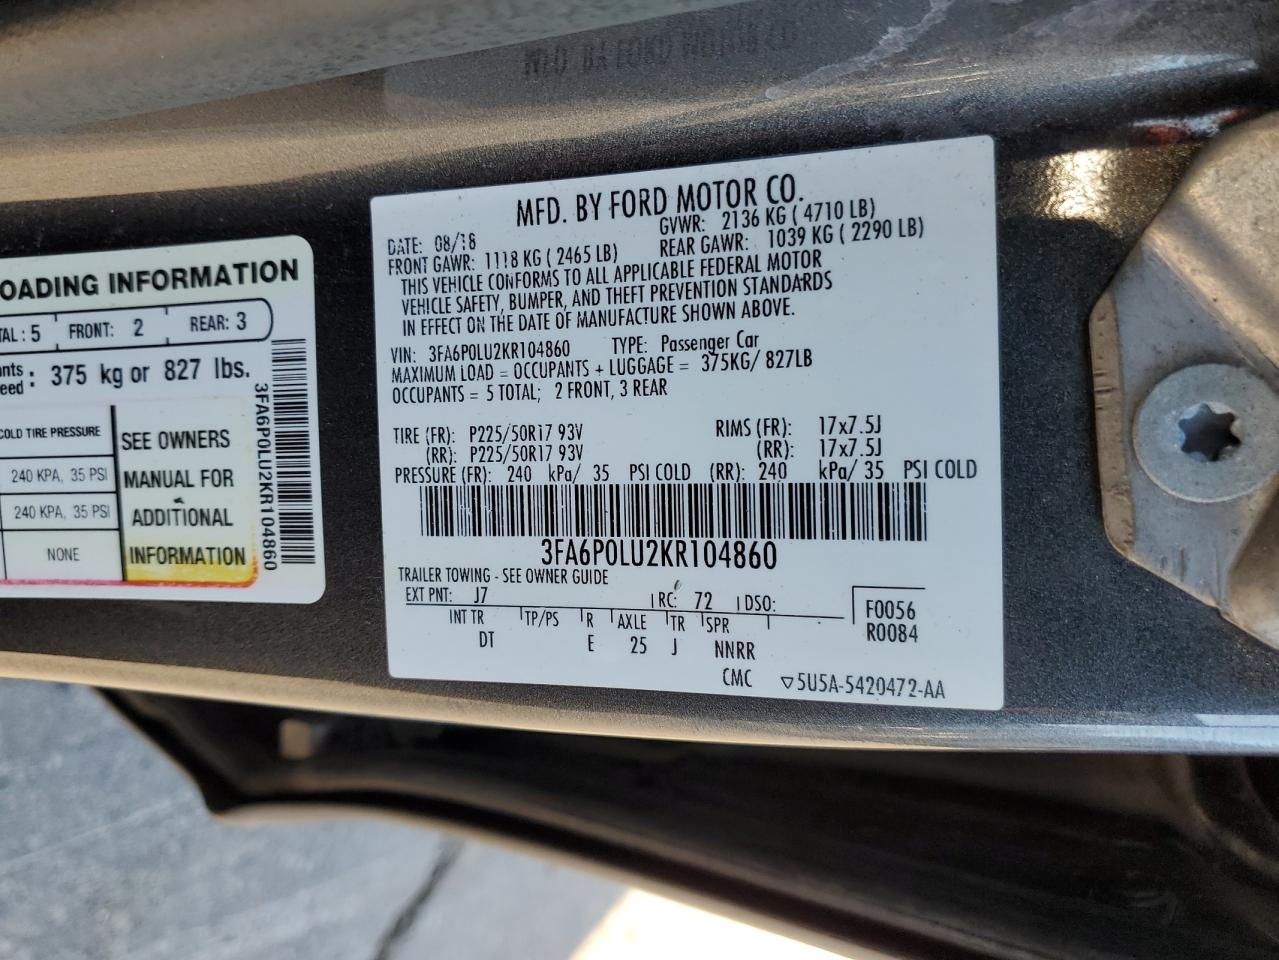 OADING INFORMATION
TAL: 5 FRONT: 2 REAR: 3
ants
eed : 375 kg or 827 lbs.
COLD TIRE PRESSURE
240 KPA, 35 PSI
240 KPA, 35 PSI
NONE
SEE OWNERS
MANUAL FOR
ADDITIONAL
INFORMATION
3FA6P0LU2KR104860
MFD. BY FORD MOTOR CO.
DATE: 08/18 GVWR: 2136 KG ( 4710 LB)
FRONT GAWR: 1118 KG ( 2465 LB) REAR GAWR: 1039 KG ( 2290 LB)
THIS VEHICLE CONFORMS TO ALL APPLICABLE FEDERAL MOTOR
VEHICLE SAFETY, BUMPER, AND THEFT PREVENTION STANDARDS
IN EFFECT ON THE DATE OF MANUFACTURE SHOWN ABOVE.
VIN: 3FA6P0LU2KR104860 TYPE: Passenger Car
MAXIMUM LOAD = OCCUPANTS + LUGGAGE = 375KG/ 827LB
OCCUPANTS = 5 TOTAL; 2 FRONT, 3 REAR
TIRE (FR): P225/50R17 93V RIMS (FR): 17x7.5J
(RR): P225/50R17 93V (RR): 17x7.5J
PRESSURE (FR): 240 kPa/ 35 PSI COLD (RR): 240 kPa/ 35 PSI COLD
3FA6P0LU2KR104860
TRAILER TOWING - SEE OWNER GUIDE
EXT PNT: J7 RC: 72 DSO:
INT TR TP/PS R AXLE TR SPR
DT E 25 J NNRR
F0056
R0084
CMC ▽5U5A-5420472-AA